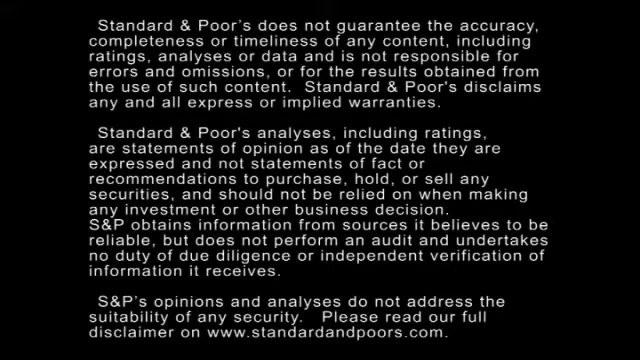 Standard & Poor's does not guarantee the accuracy,
completeness or timeliness of any content, including
ratings, analyses or data and is not responsible for
errors and omissions, or for the results obtained from
the use of such content.  Standard & Poor's disclaims
any and all express or implied warranties.
Standard & Poor's analyses, including ratings,
are statements of opinion as of the date they are
expressed and not statements of fact or
recommendations to purchase, hold, or sell any
securities, and should not be relied on when making
any investment or other business decision.
S&P obtains information from sources it believes to be
reliable, but does not perform an audit and undertakes
no duty of due diligence or independent verification of
information it receives.
S&P's opinions and analyses do not address the
suitability of any security.   Please read our full
disclaimer on www.standardandpoors.com.